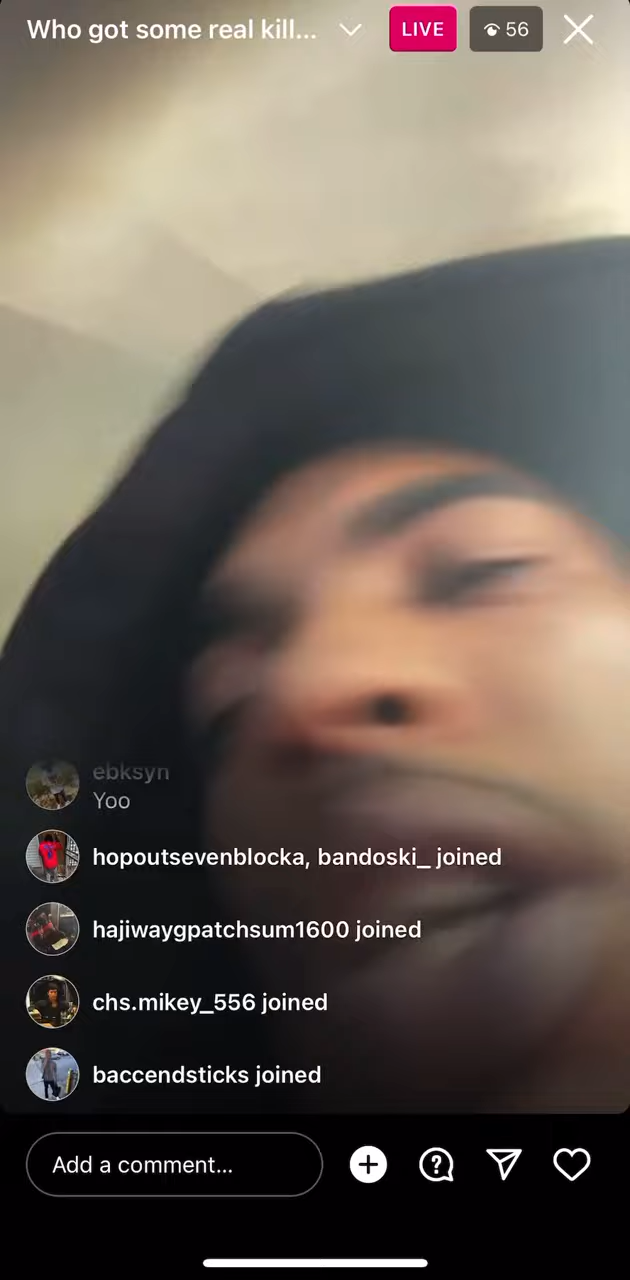 Who got some real kill...
LIVE
56
ebksyn
Yoo
hopoutsevenblocka, bandoski_ joined
hajiwaygpatchsum1600 joined
chs.mikey_556 joined
baccendsticks joined
Add a comment...